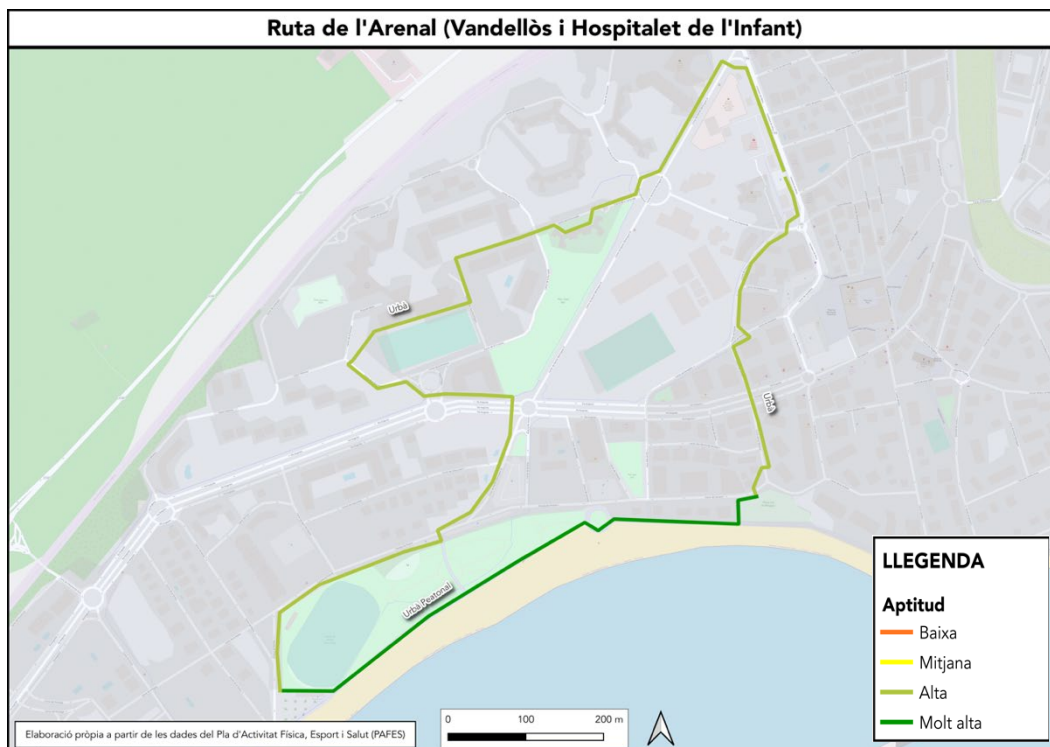 Ruta de l'Arenal (Vandellòs i Hospitalet de l'Infant)
Urbà
Urbà
Urbà Peatonal
LLEGENDA
Aptitud
Baixa
Mitjana
Alta
Molt alta
0 100 200 m
Elaboració pròpia a partir de les dades del Pla d'Activitat Física, Esport i Salut (PAFES)